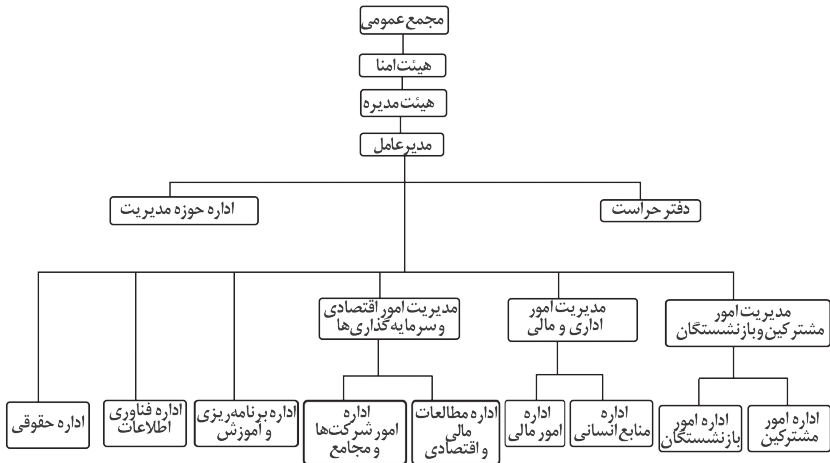 مجمع عمومی
هیئت امنا
هیئت مدیره
مدیرعامل
دفتر حراست
اداره حوزه مدیریت
مدیریت امور
مشترکین و بازنشستگان
مدیریت امور
اداری و مالی
مدیریت امور اقتصادی
و سرمایه‌گذاری‌ها
اداره امور
مشترکین
اداره امور
بازنشستگان
اداره
منابع انسانی
اداره
امور مالی
اداره مطالعات
مالی
و اقتصادی
اداره
امور شرکت‌ها
و مجامع
اداره برنامه‌ریزی
و آموزش
اداره فناوری
اطلاعات
اداره حقوقی